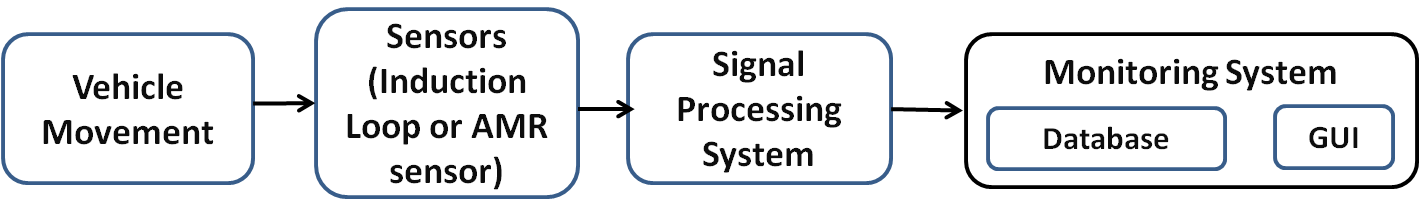 Vehicle
Movement
Sensors
(Induction
Loop or AMR
sensor)
Signal
Processing
System
Monitoring System
Database
GUI